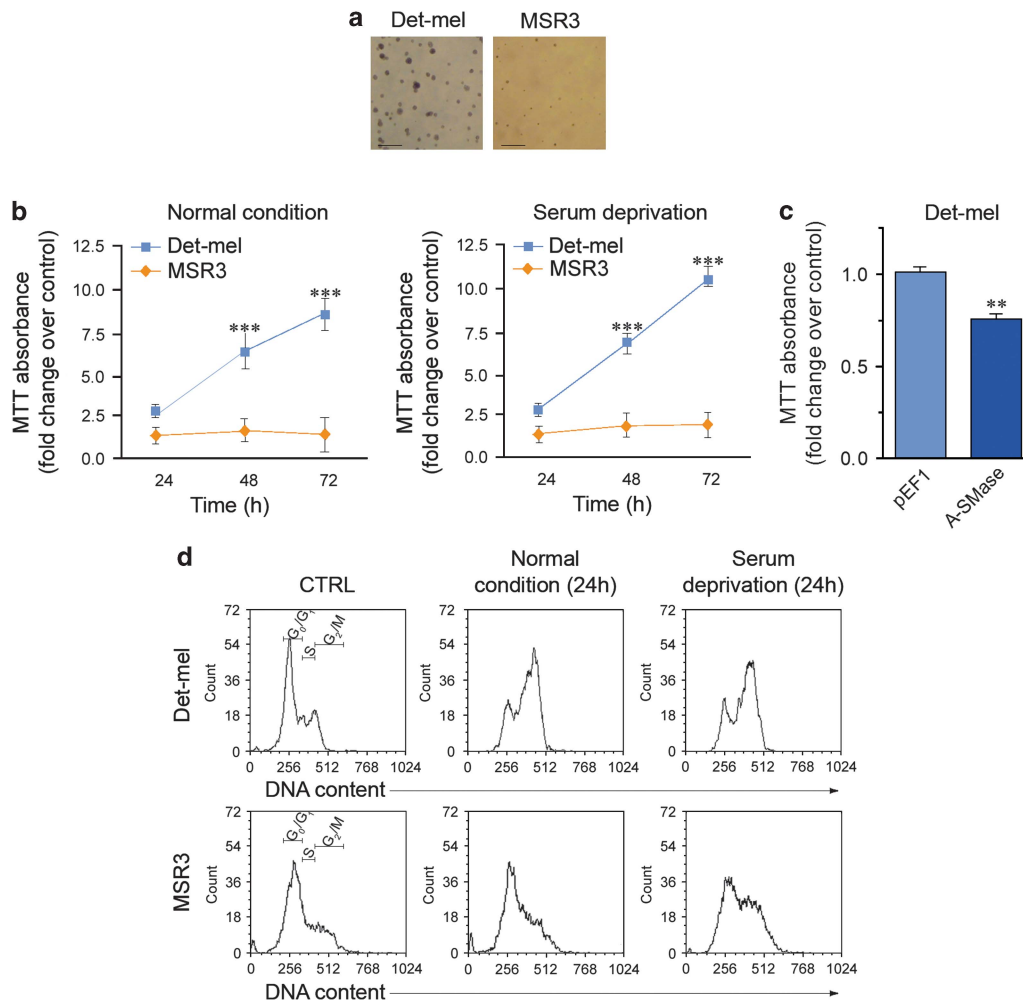 a
Det-mel MSR3
b
Normal condition
Det-mel
MSR3
12.5
10.0
7.5
5.0
2.5
0.0
MTT absorbance
(fold change over control)
***
***
24 48 72
Time (h)
Serum deprivation
Det-mel
MSR3
12.5
10.0
7.5
5.0
2.5
0.0
MTT absorbance
(fold change over control)
***
***
24 48 72
Time (h)
c
Det-mel
MTT absorbance
(fold change over control)
1.0
0.5
0.0
**
pEF1
A-SMase
d
CTRL
Normal
condition (24h)
Serum
deprivation (24h)
Det-mel
Count
72
54
36
18
0
G0/G1
S
G2/M
0 256 512 768 1024
Count
72
54
36
18
0
0 256 512 768 1024
Count
72
54
36
18
0
0 256 512 768 1024
DNA content
MSR3
Count
72
54
36
18
0
G0/G1
S
G2/M
0 256 512 768 1024
Count
72
54
36
18
0
0 256 512 768 1024
Count
72
54
36
18
0
0 256 512 768 1024
DNA content